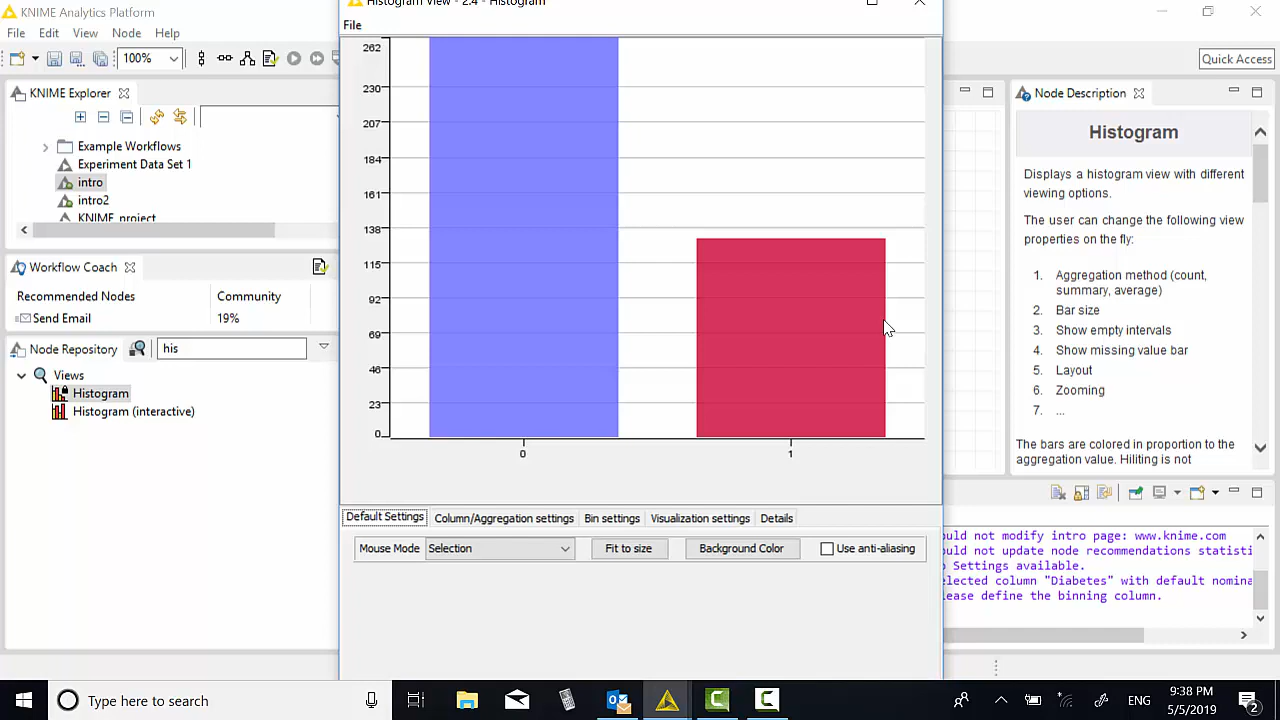 KNIME Analytics Platform
File Edit View Node Help
100%
Quick Access
KNIME Explorer
Example Workflows
Experiment Data Set 1
intro
intro2
KNIME_project
Workflow Coach
Recommended Nodes Community
Send Email 19%
Node Repository his
Views
Histogram
Histogram (interactive)
Histogram View - 2:4 - Histogram
File
262
230
207
184
161
138
115
92
69
46
23
0
0 1
Default Settings Column/Aggregation settings Bin settings Visualization settings Details
Mouse Mode Selection Fit to size Background Color Use anti-aliasing
Node Description
Histogram
Displays a histogram view with different
viewing options.
The user can change the following view
properties on the fly:
1. Aggregation method (count,
summary, average)
2. Bar size
3. Show empty intervals
4. Show missing value bar
5. Layout
6. Zooming
7. ...
The bars are colored in proportion to the
aggregation value. Hiliting is not
ould not modify intro page: www.knime.com
ould not update node recommendations statisti
Settings available.
elected column "Diabetes" with default nomina
lease define the binning column.
Type here to search
ENG
9:38 PM
5/5/2019
2